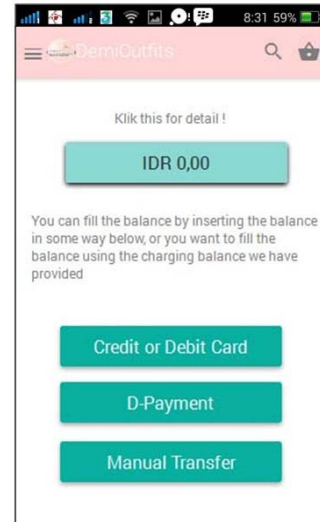 8:31 59%
DemiOutfits
Klik this for detail !
IDR 0,00
You can fill the balance by inserting the balance
in some way below, or you want to fill the
balance using the charging balance we have
provided
Credit or Debit Card
D-Payment
Manual Transfer